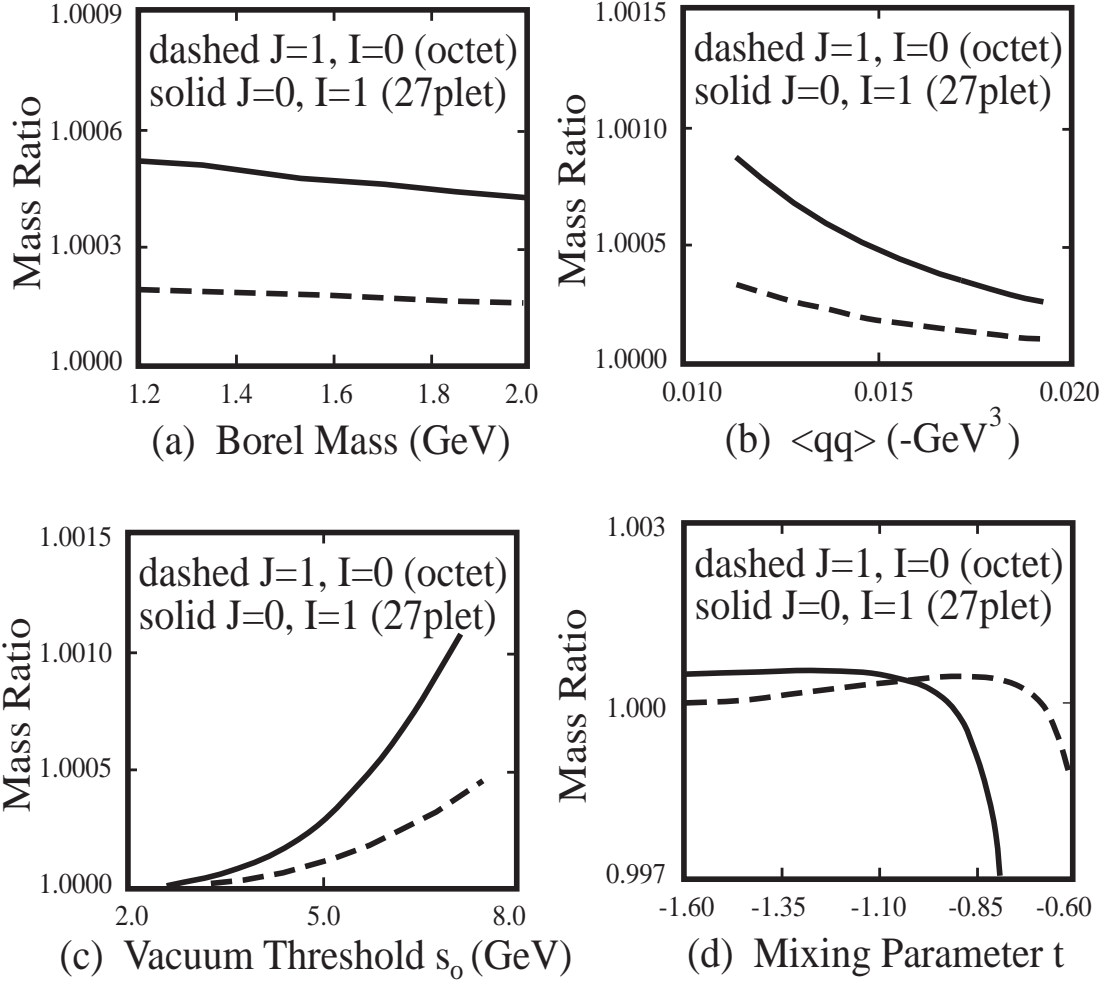 1.0009
dashed J=1, I=0 (octet)
solid J=0, I=1 (27plet)
1.0006
1.0003
1.0000
Mass Ratio
1.2 1.4 1.6 1.8 2.0
(a) Borel Mass (GeV)
1.0015
dashed J=1, I=0 (octet)
solid J=0, I=1 (27plet)
1.0010
1.0005
1.0000
Mass Ratio
0.010 0.015 0.020
(b) <qq> (-GeV³)
1.0015
dashed J=1, I=0 (octet)
solid J=0, I=1 (27plet)
1.0010
1.0005
1.0000
Mass Ratio
2.0 5.0 8.0
(c) Vacuum Threshold sₒ (GeV)
1.003
dashed J=1, I=0 (octet)
solid J=0, I=1 (27plet)
1.000
0.997
Mass Ratio
-1.60 -1.35 -1.10 -0.85 -0.60
(d) Mixing Parameter t